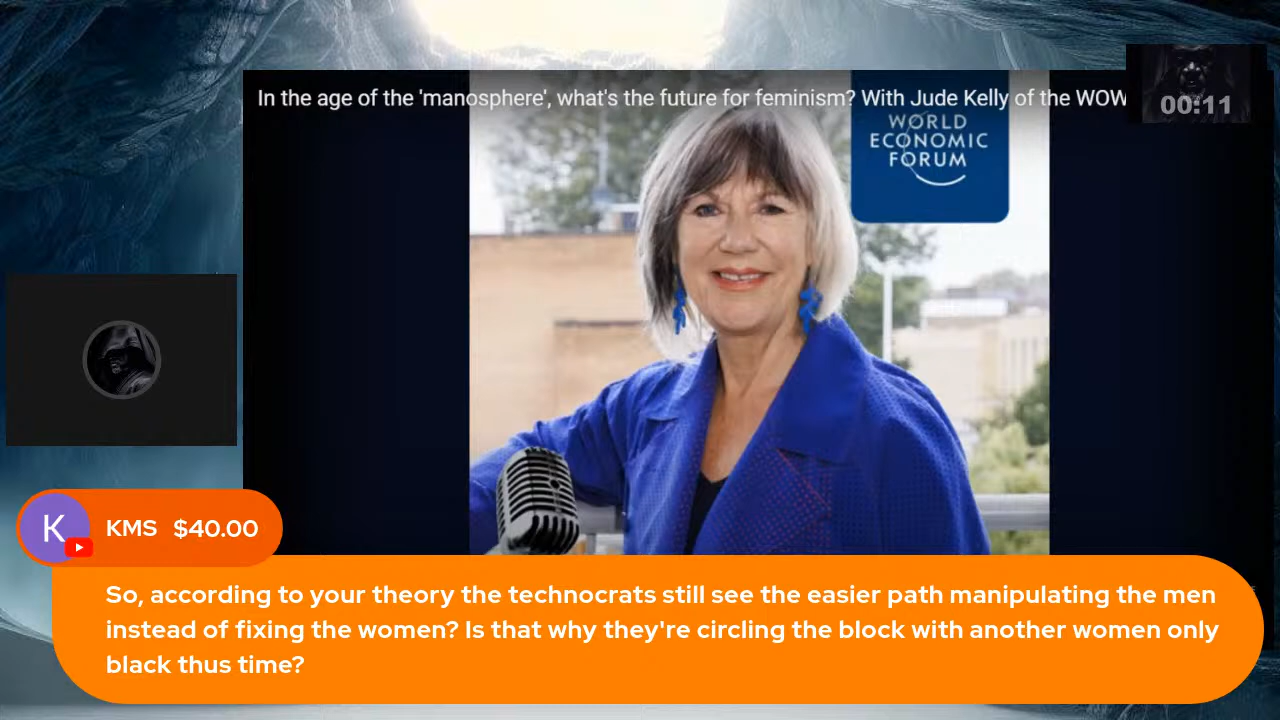 In the age of the 'manosphere', what's the future for feminism? With Jude Kelly of the WOW
00:11
WORLD
ECONOMIC
FORUM
K
KMS $40.00
So, according to your theory the technocrats still see the easier path manipulating the men
instead of fixing the women? Is that why they're circling the block with another women only
black thus time?